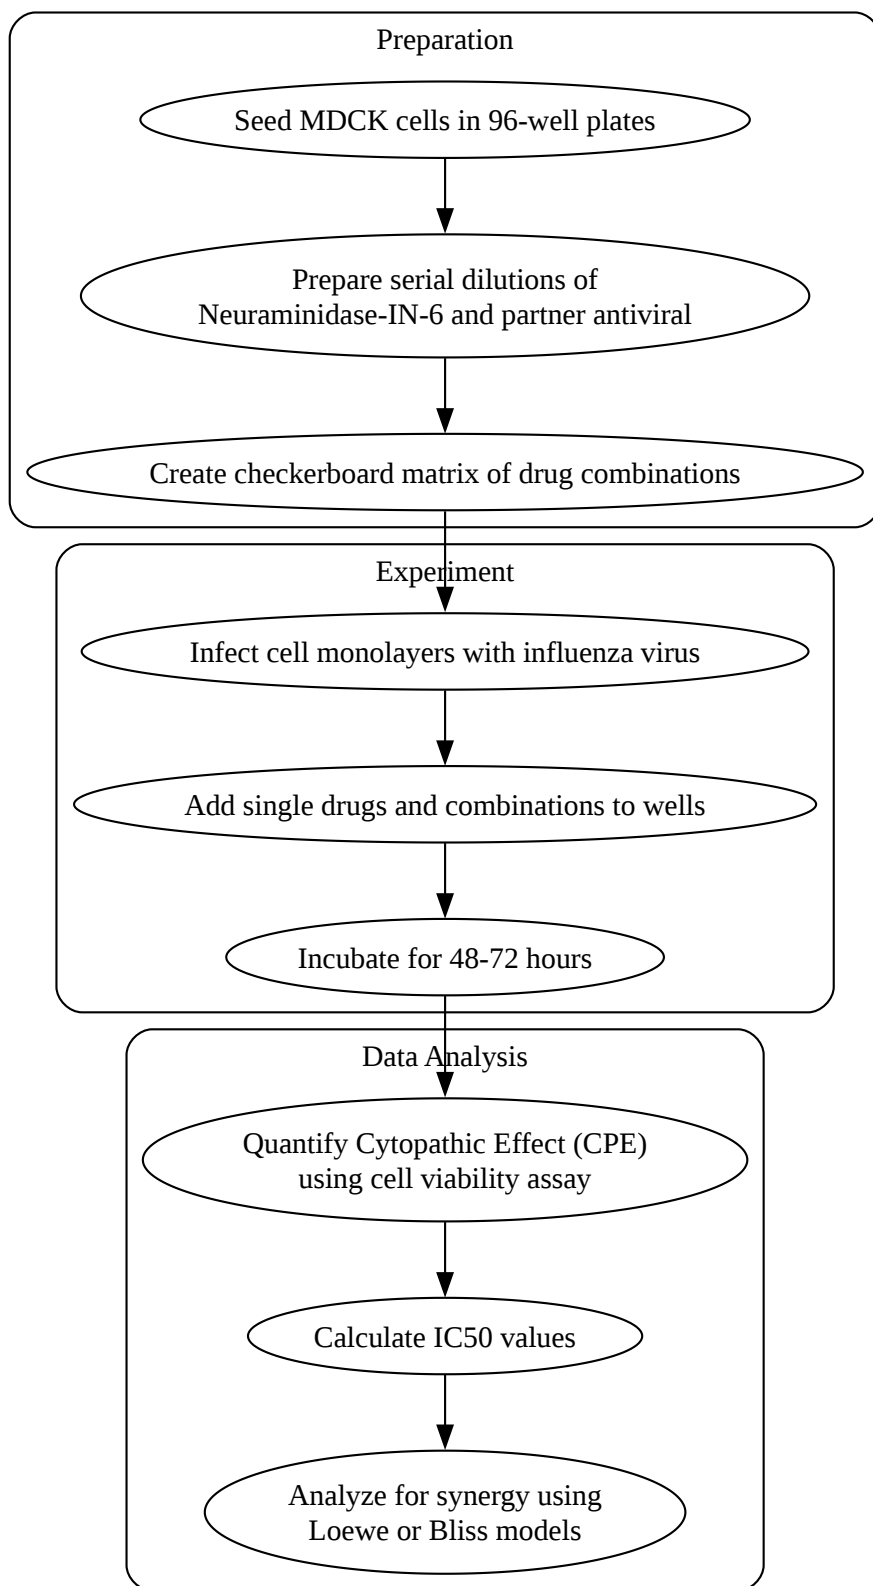 Preparation
Seed MDCK cells in 96-well plates
Prepare serial dilutions of
Neuraminidase-IN-6 and partner antiviral
Create checkerboard matrix of drug combinations
Experiment
Infect cell monolayers with influenza virus
Add single drugs and combinations to wells
Incubate for 48-72 hours
Data Analysis
Quantify Cytopathic Effect (CPE)
using cell viability assay
Calculate IC50 values
Analyze for synergy using
Loewe or Bliss models